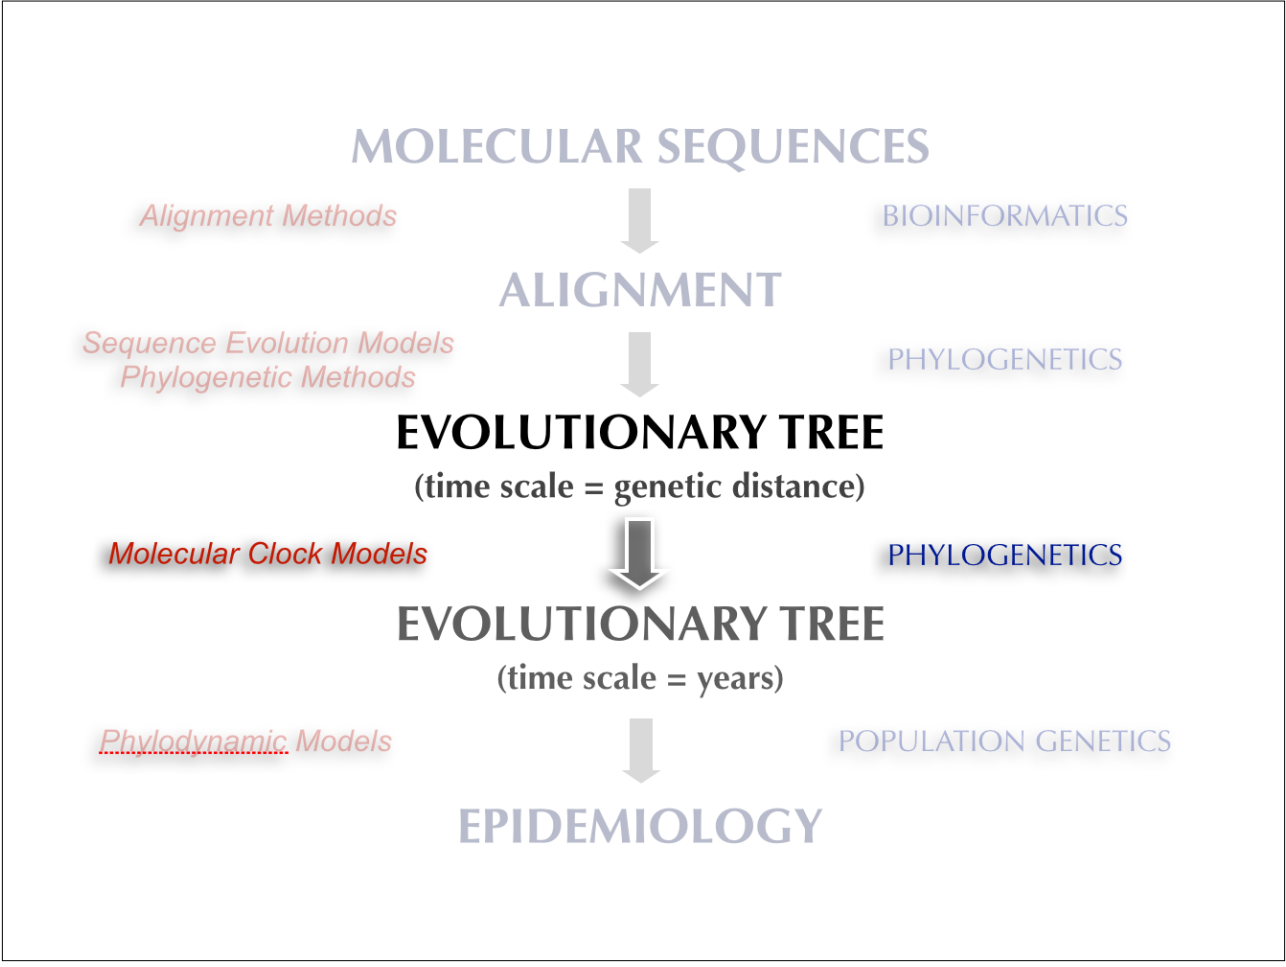 MOLECULAR SEQUENCES
Alignment Methods
BIOINFORMATICS
ALIGNMENT
Sequence Evolution Models
Phylogenetic Methods
PHYLOGENETICS
EVOLUTIONARY TREE
(time scale = genetic distance)
Molecular Clock Models
PHYLOGENETICS
EVOLUTIONARY TREE
(time scale = years)
Phylodynamic Models
POPULATION GENETICS
EPIDEMIOLOGY